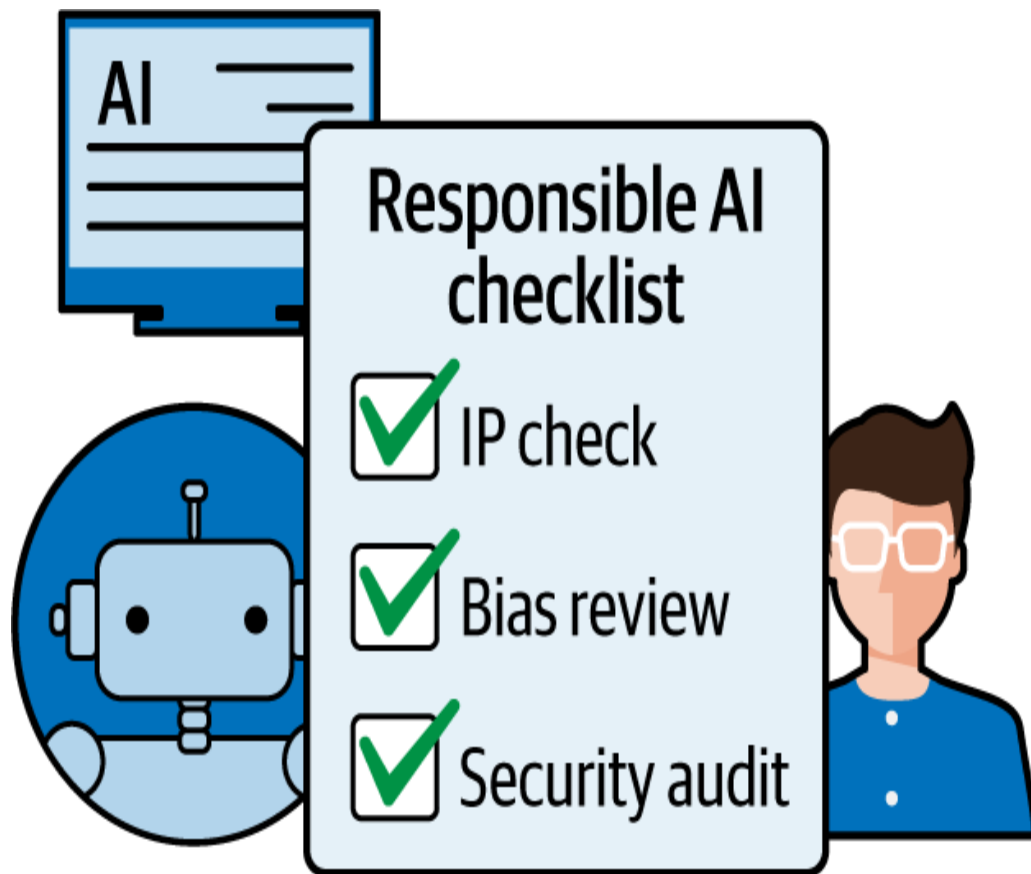 AI
Responsible AI
checklist
IP check
Bias review
Security audit